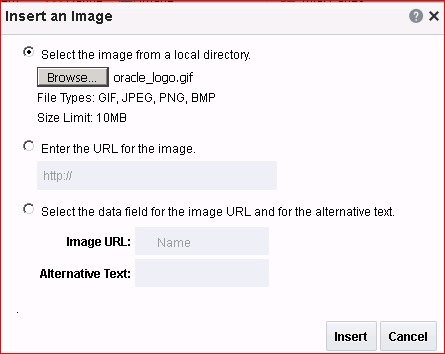 Insert an Image
Select the image from a local directory.
Browse... oracle_logo.gif
File Types: GIF, JPEG, PNG, BMP
Size Limit: 10MB
Enter the URL for the image.
http://
Select the data field for the image URL and for the alternative text.
Image URL: Name
Alternative Text:
.
Insert Cancel